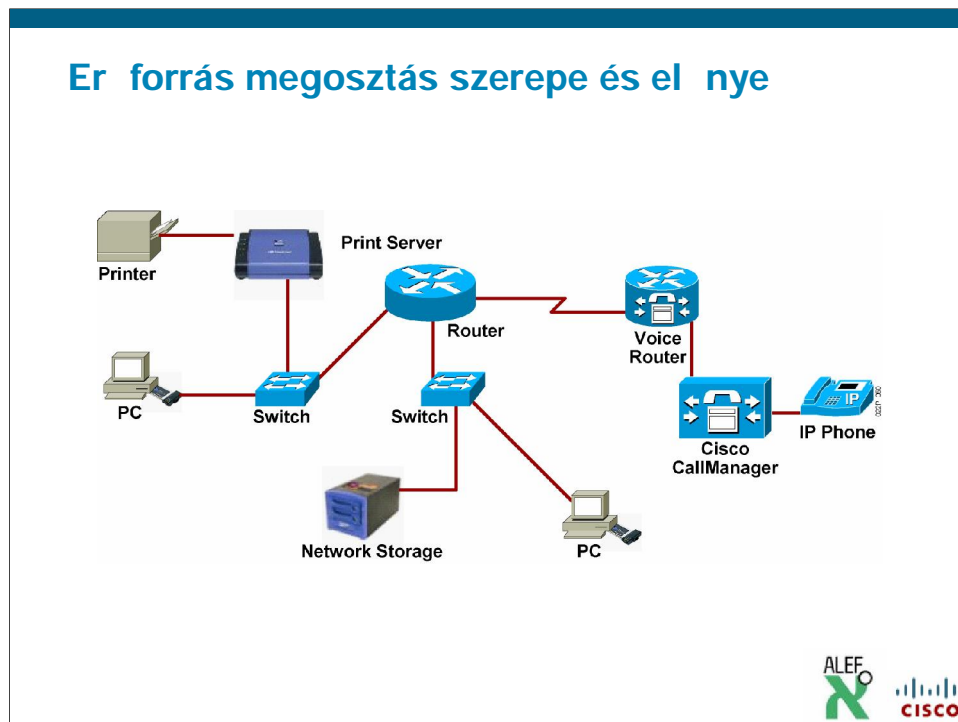 Er forrás megosztás szerepe és el nye
Printer
Print Server
Router
Voice
Router
PC
Switch
Switch
IP
IP Phone
Cisco
CallManager
Network Storage
PC
ALEF
CISCO